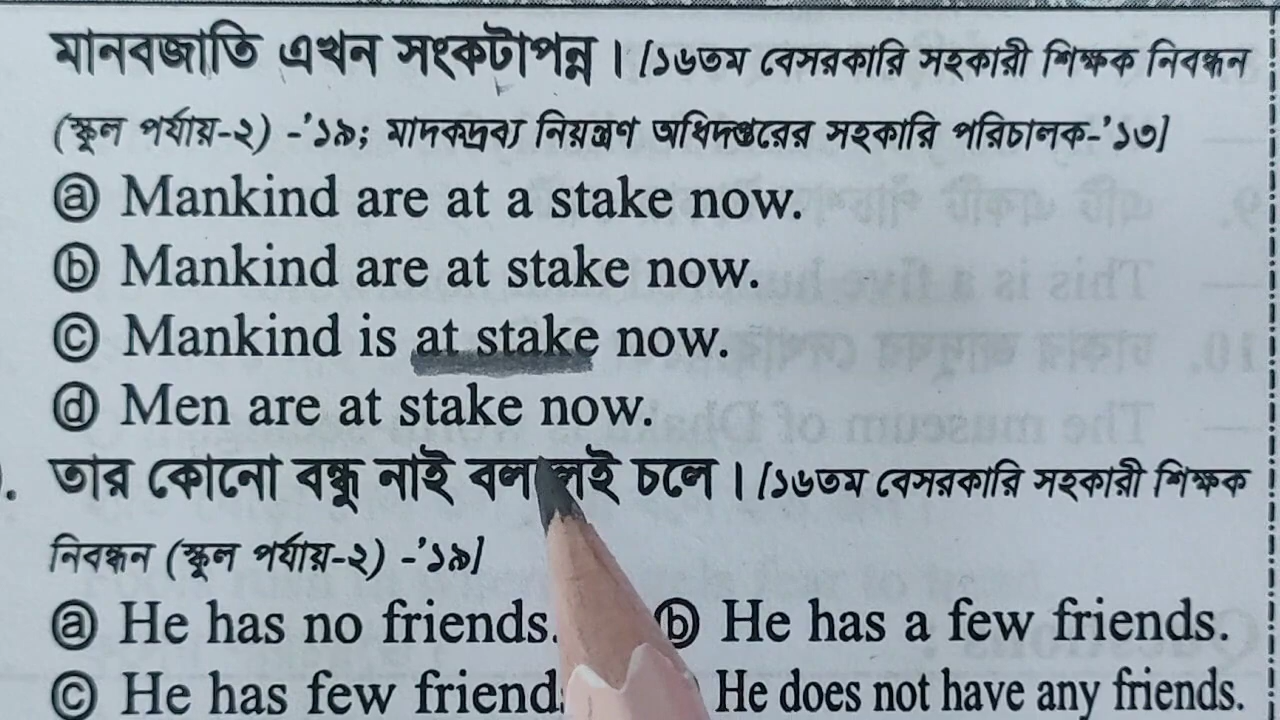 মানবজাতি এখন সংকটাপন্ন। [১৬তম বেসরকারি সহকারী শিক্ষক নিবন্ধন
(স্কুল পর্যায়-২) -'১৯; মাদকদ্রব্য নিয়ন্ত্রণ অধিদপ্তরের সহকারি পরিচালক-'১৩]
ⓐ Mankind are at a stake now.
ⓑ Mankind are at stake now.
ⓒ Mankind is at stake now.
ⓓ Men are at stake now.
. তার কোনো বন্ধু নাই চলে। [১৬তম বেসরকারি সহকারী শিক্ষক
নিবন্ধন (স্কুল পর্যায়-২) -'১৯]
ⓐ He has no friends. ⓑ He has a few friends.
ⓒ He has few He does not have any friends.